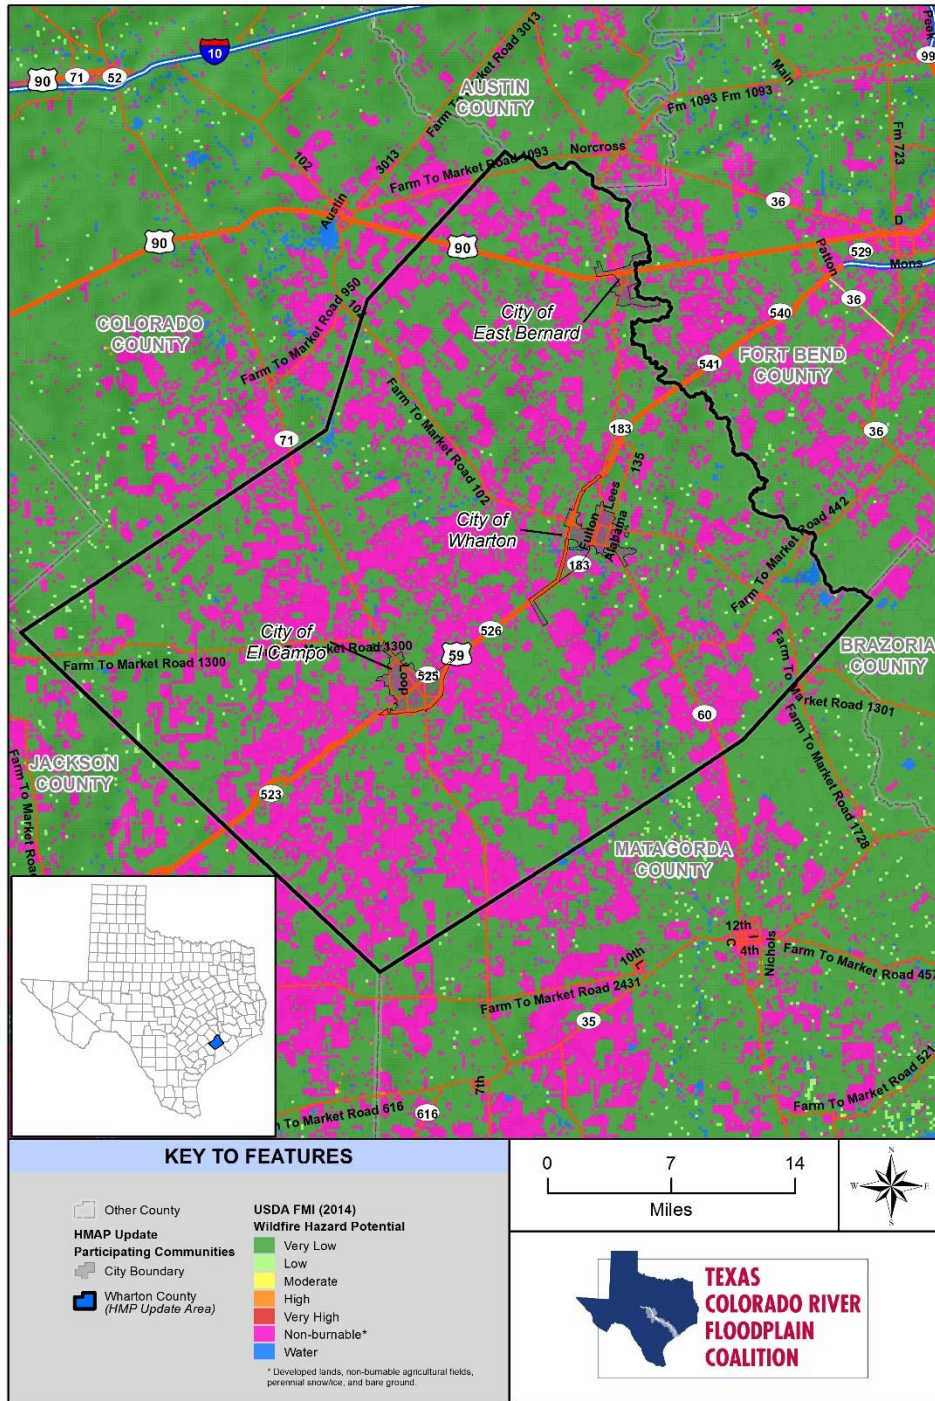 10
90
71
52
Farm To Market Road 3013
AUSTIN
COUNTY
Main
Peek
99
Fm 1093 Fm 1093
Fm 723
102
3013
Farm To Market Road 1093
Norcross
36
Austin
90
90
D
529
Mons
Patton
36
540
City of
East Bernard
COLORADO
COUNTY
Farm To Market Road 950
102
541
FORT BEND
COUNTY
Farm To Market Road 102
71
183
36
135
City of
Wharton
Fulton
Lees
Alabama
Farm To Market Road 442
183
City of
El Campo
526
59
Farm To Market Road 1300
Farm To Market Road 1300
Loop
525
BRAZORIA
COUNTY
Farm To Market Road 1301
60
JACKSON
COUNTY
Farm To Market Road
523
Farm To Market Road 1728
MATAGORDA
COUNTY
12th
I
C
4th
Nichols
10th
L
Farm To Market Road 457
Farm To Market Road 2431
35
Farm To Market Road 521
7th
m To Market Road 616
616
KEY TO FEATURES
Other County
HMAP Update
Participating Communities
City Boundary
Wharton County
(HMP Update Area)
USDA FMI (2014)
Wildfire Hazard Potential
Very Low
Low
Moderate
High
Very High
Non-burnable*
Water
* Developed lands, non-burnable agricultural fields,
perennial snow/ice, and bare ground.
0 7 14
Miles
N
W E
S
TEXAS
COLORADO RIVER
FLOODPLAIN
COALITION